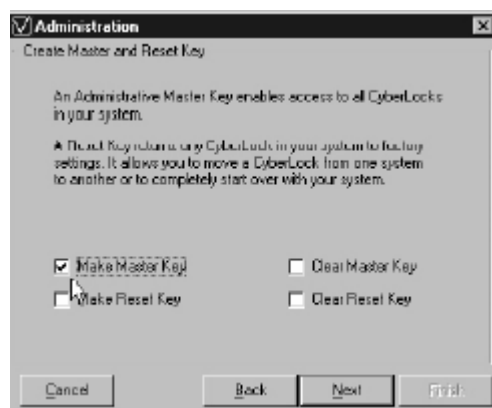 Administration
Create Master and Reset Key
An Administrative Master Key enables access to all CyberLocks
in your system.
A Reset Key returns any CyberLock in your system to factory
settings. It allows you to move a CyberLock from one system
to another or to completely start over with your system.
Make Master Key
Clear Master Key
Make Reset Key
Clear Reset Key
Cancel
Back
Next
Finish